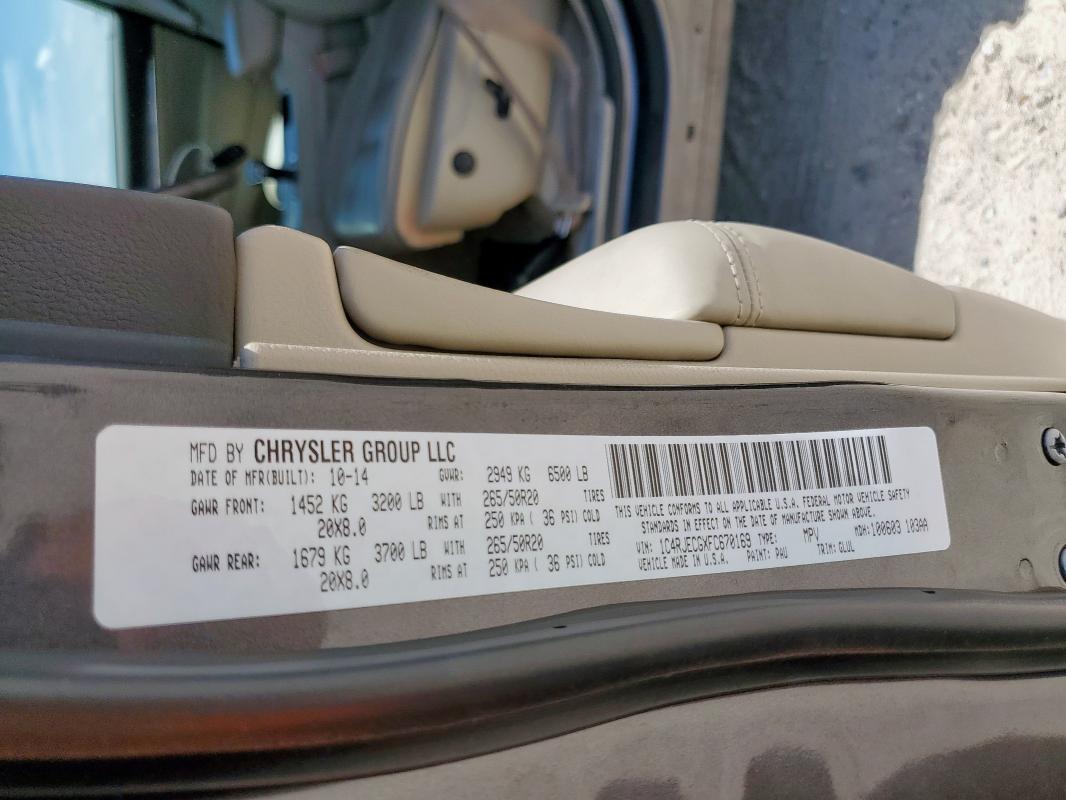 MFD BY CHRYSLER GROUP LLC
DATE OF MFR(BUILT): 10-14 GVWR: 2949 KG 6500 LB
GAWR FRONT: 1452 KG 3200 LB WITH 265/50R20 TIRES
20X8.0 RIMS AT 250 KPA ( 36 PSI) COLD
GAWR REAR: 1679 KG 3700 LB WITH 265/50R20 TIRES
20X8.0 RIMS AT 250 KPA ( 36 PSI) COLD
THIS VEHICLE CONFORMS TO ALL APPLICABLE U.S.A. FEDERAL MOTOR VEHICLE SAFETY
STANDARDS IN EFFECT ON THE DATE OF MANUFACTURE SHOWN ABOVE.
VIN: 1C4RJECGXFC670169 TYPE: MPV MDH: 100603 103AA
VEHICLE MADE IN U.S.A. PAINT: PAU TRIM: GLUL